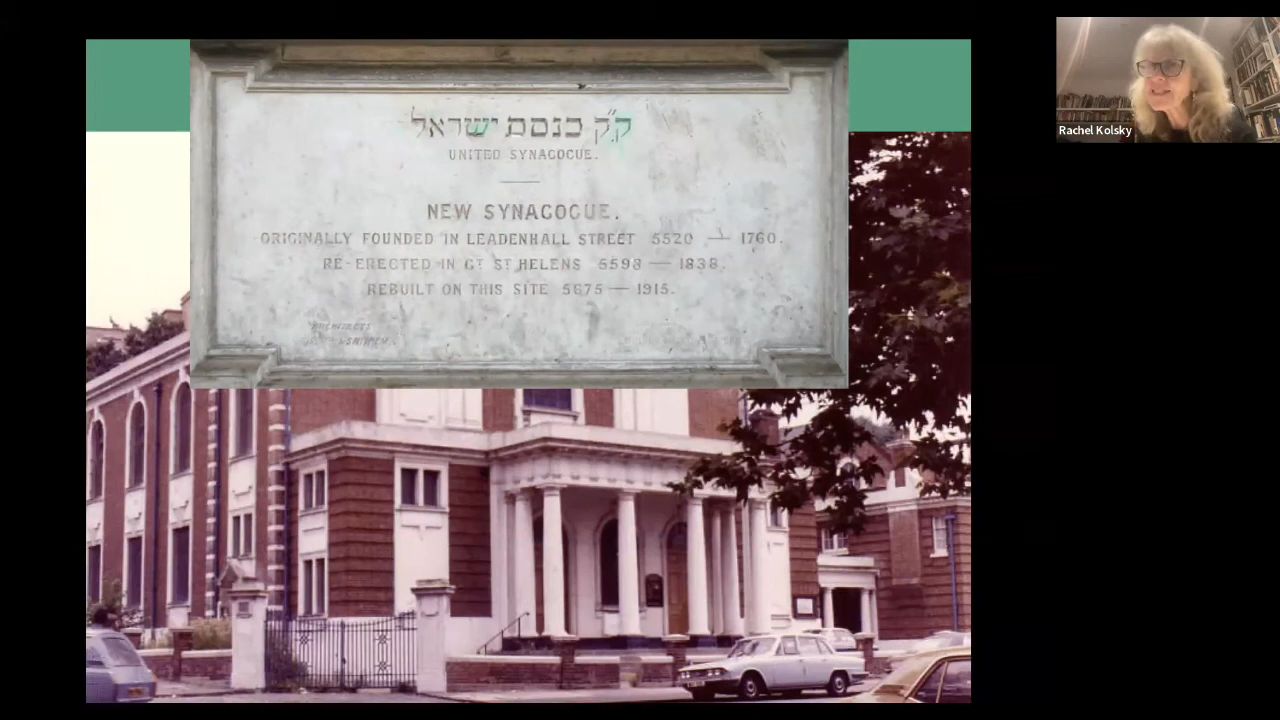 ק"ק כנסת ישראל
UNITED SYNAGOGUE.
NEW SYNAGOGUE.
ORIGINALLY FOUNDED IN LEADENHALL STREET 5520 — 1760.
RE-ERECTED IN GT ST HELENS 5598 — 1838.
REBUILT ON THIS SITE 5675 — 1915.
ARCHITECTS
Rachel Kolsky